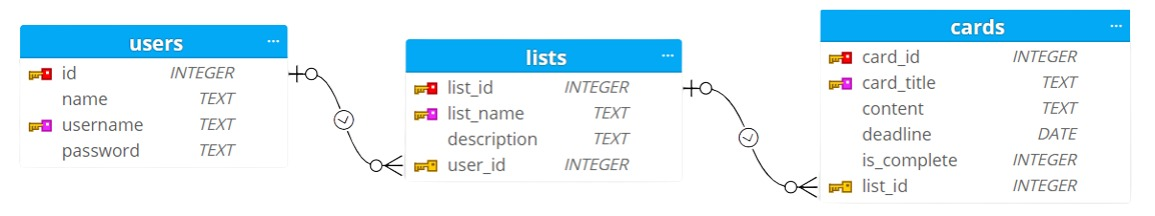 users ...
id INTEGER
name TEXT
username TEXT
password TEXT
lists ...
list_id INTEGER
list_name TEXT
description TEXT
user_id INTEGER
cards ...
card_id INTEGER
card_title TEXT
content TEXT
deadline DATE
is_complete INTEGER
list_id INTEGER